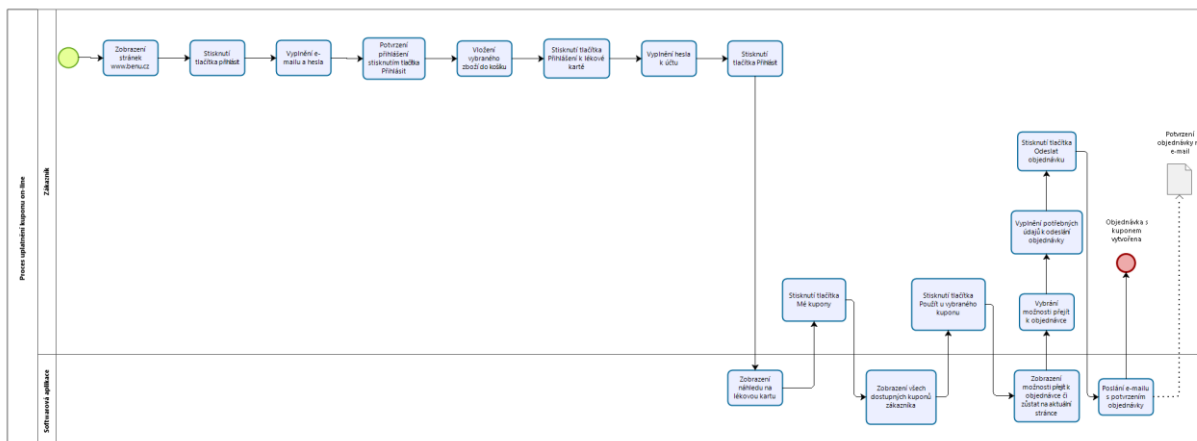 Proces uplatnění kuponu on-line
Zákazník
Zobrazení
stránek
www.benu.cz
Stisknutí
tlačítka přihlásit
Vyplnění e-
mailu a hesla
Potvrzení
přihlášení
stisknutím tlačítka
Přihlásit
Vložení
vybraného
zboží do košíku
Stisknutí tlačítka
Přihlášení k lékové
kartě
Vyplnění hesla
k účtu
Stisknutí
tlačítka Přihlásit
Stisknutí tlačítka
Mé kupony
Stisknutí tlačítka
Použít u vybraného
kuponu
Stisknutí tlačítka
Odeslat
objednávku
Vyplnění potřebných
údajů k odeslání
objednávky
Vybrání
možnosti přejít
k objednávce
Potvrzení
objednávky n
e-mail
Objednávka s
kuponem
vytvořena
Softwarová aplikace
Zobrazení
náhledu na
lékovou kartu
Zobrazení všech
dostupných kuponů
zákazníka
Zobrazení
možnosti přejít k
objednávce či
zůstat na aktuální
stránce
Poslání e-mailu
s potvrzením
objednávky